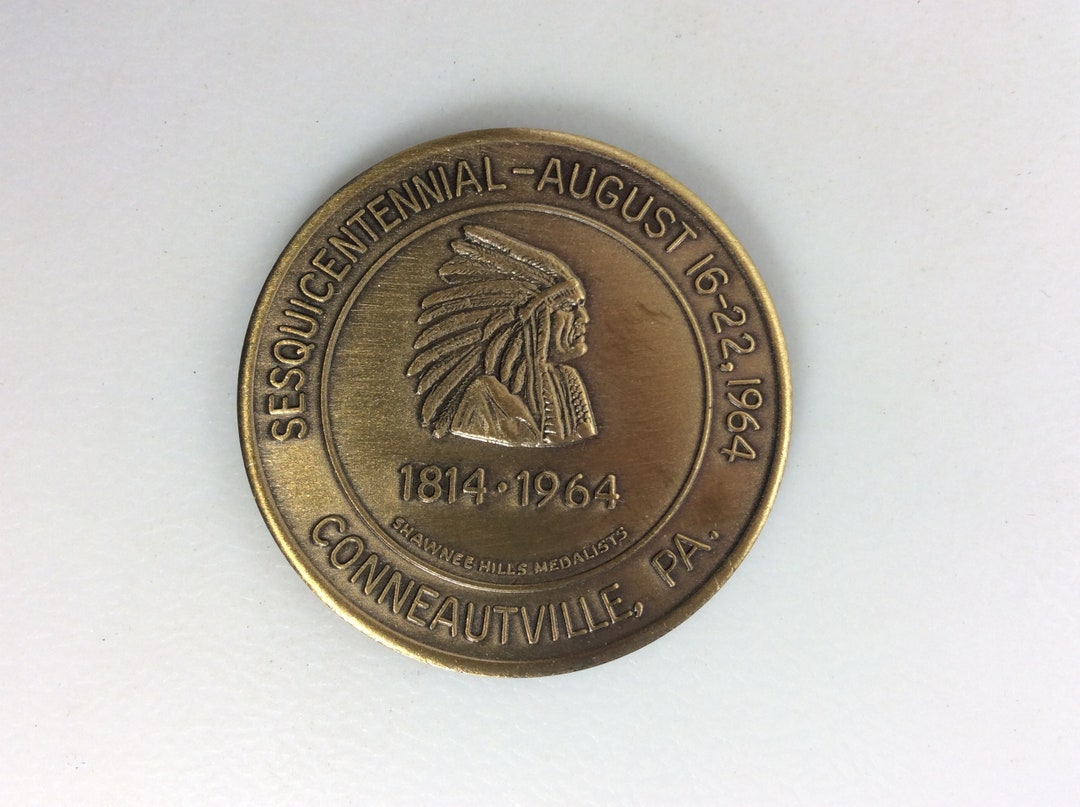 SESQUICENTENNIAL - AUGUST 16-22, 1964
1814 · 1964
SHAWNEE HILLS MEDALISTS
CONNEAUTVILLE, PA.